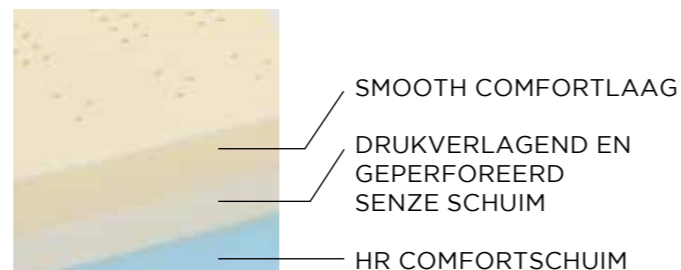 SMOOTH COMFORTLAAG
DRUKVERLAGEND EN
GEPERFOREERD
SENZE SCHUIM
HR COMFORTSCHUIM